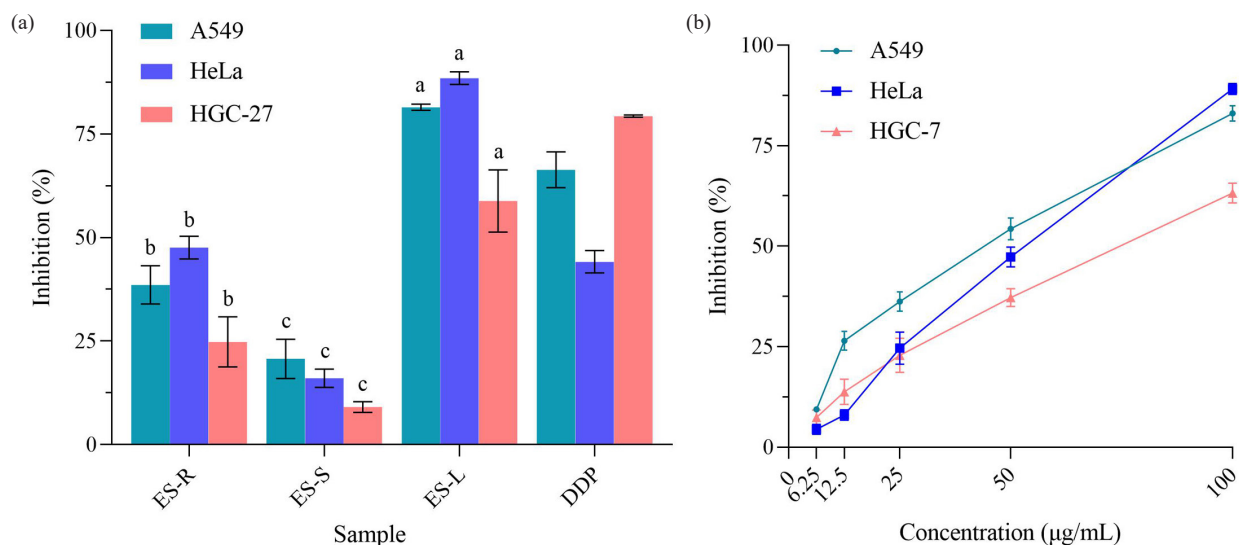 (a)
A549
HeLa
HGC-27
Inhibition (%)
100
75
50
25
0
b
b
b
c
c
c
a
a
a
ES-R
ES-S
ES-L
DDP
Sample
(b)
A549
HeLa
HGC-7
Inhibition (%)
100
75
50
25
0
0
6.25
12.5
25
50
100
Concentration (μg/mL)